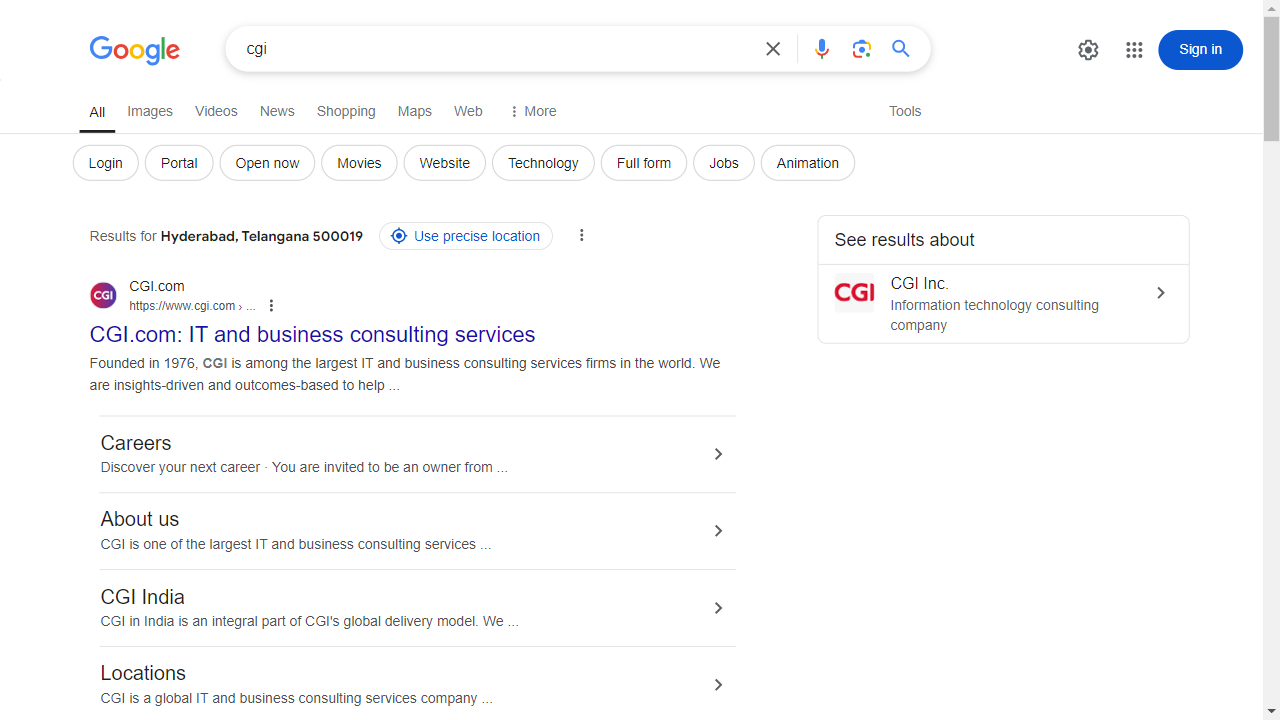 Google
cgi
Sign in
All Images Videos News Shopping Maps Web More Tools
Login Portal Open now Movies Website Technology Full form Jobs Animation
Results for Hyderabad, Telangana 500019 Use precise location
See results about
CGI
CGI Inc.
Information technology consulting
company
CGI
CGI.com
https://www.cgi.com › ...
CGI.com: IT and business consulting services
Founded in 1976, CGI is among the largest IT and business consulting services firms in the world. We
are insights-driven and outcomes-based to help ...
Careers
Discover your next career · You are invited to be an owner from ...
About us
CGI is one of the largest IT and business consulting services ...
CGI India
CGI in India is an integral part of CGI's global delivery model. We ...
Locations
CGI is a global IT and business consulting services company ...